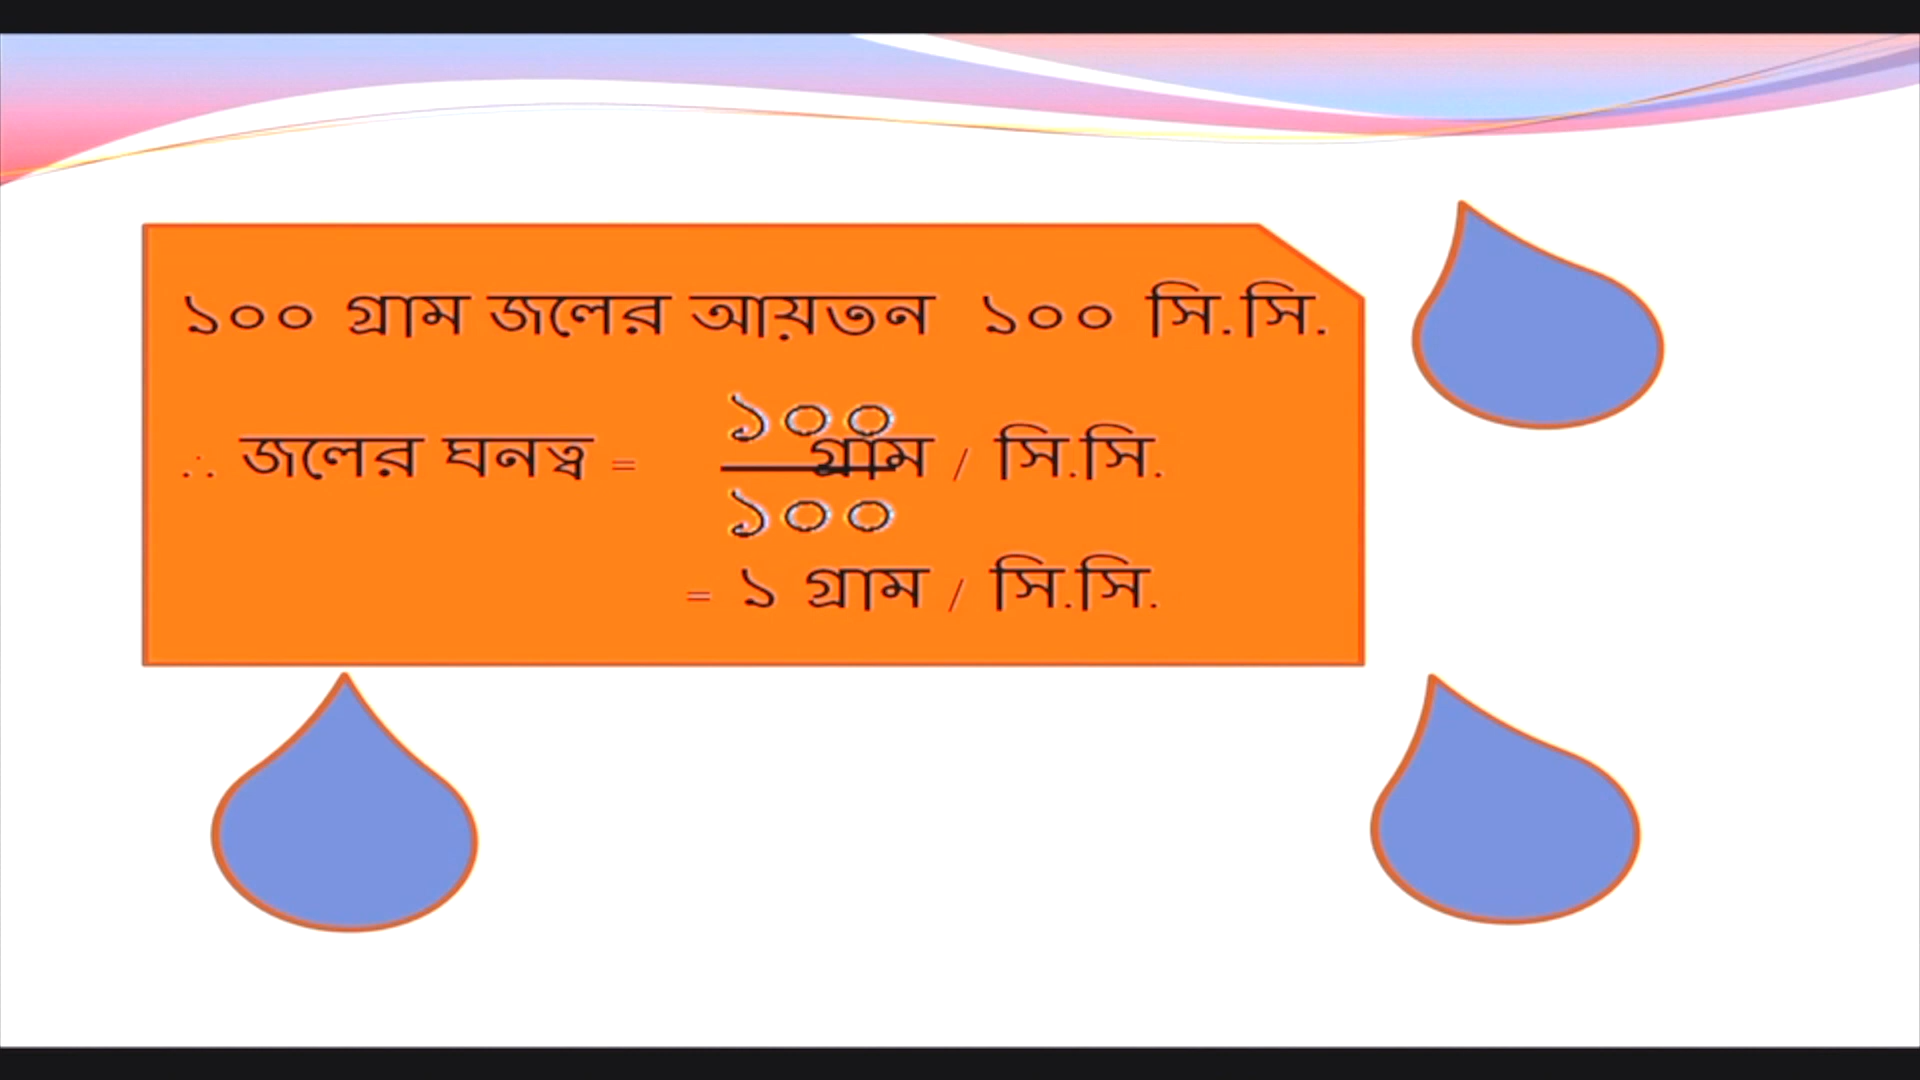 ১০০ গ্রাম জলের আয়তন ১০০ সি.সি.
∴ জলের ঘনত্ব = ১০০/১০০ গ্রাম / সি.সি.
= ১ গ্রাম / সি.সি.